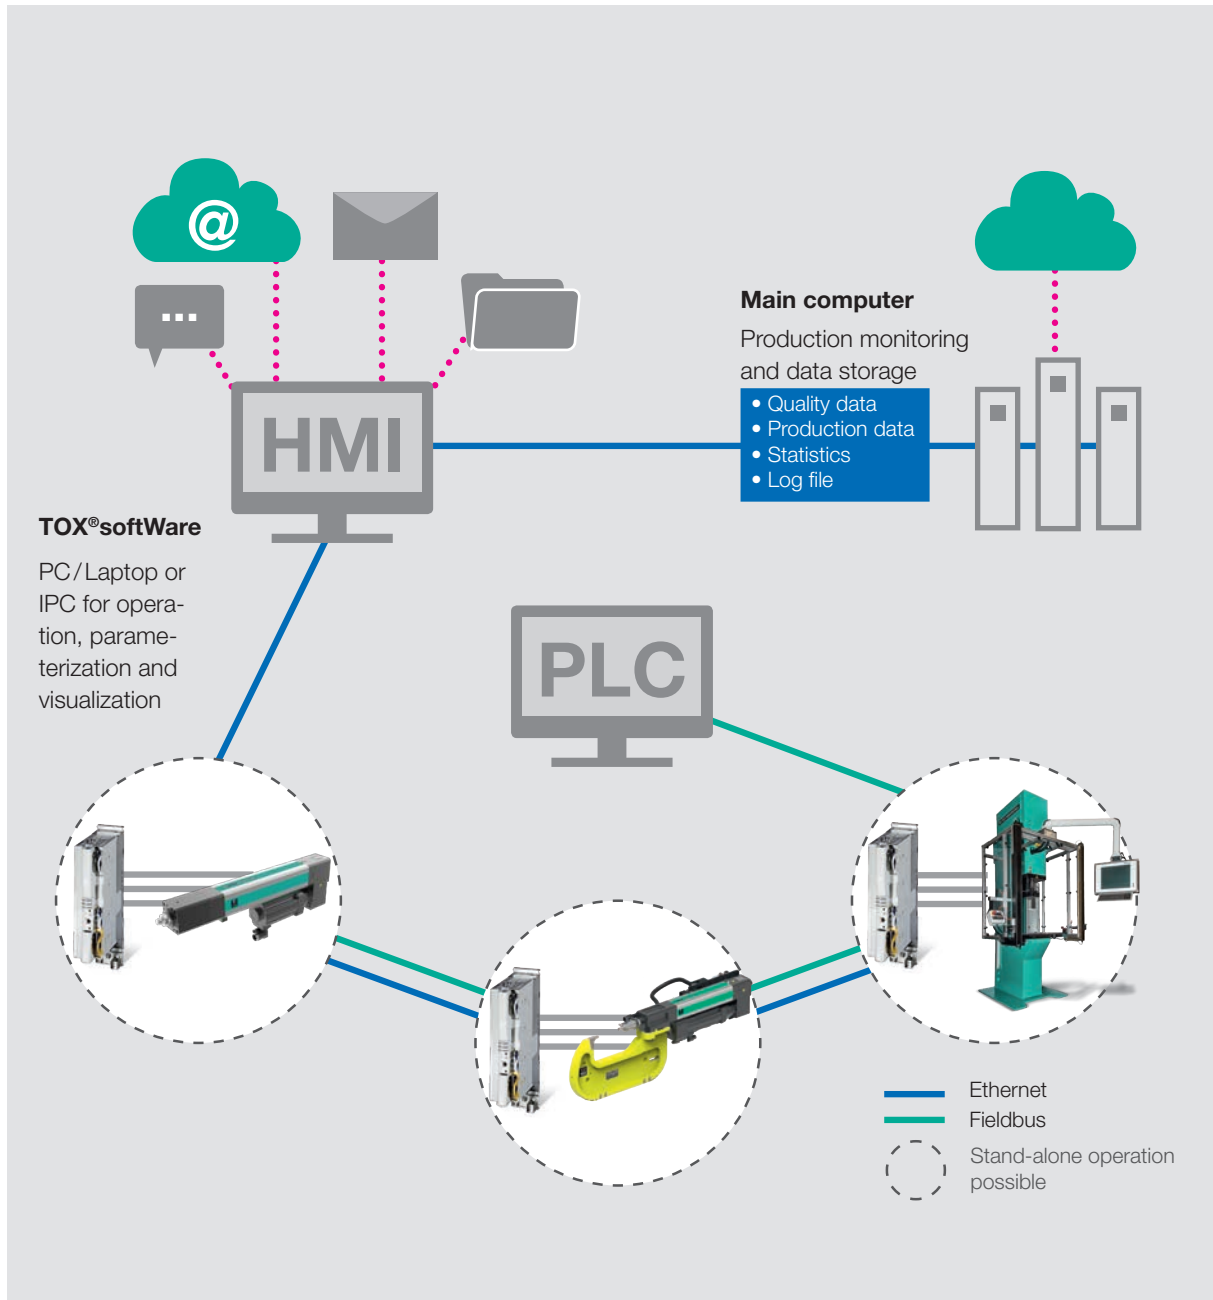 @
...
Main computer
Production monitoring
and data storage
• Quality data
• Production data
• Statistics
• Log file
HMI
TOX®softWare
PC/Laptop or
IPC for opera-
tion, parame-
terization and
visualization
PLC
Ethernet
Fieldbus
Stand-alone operation
possible